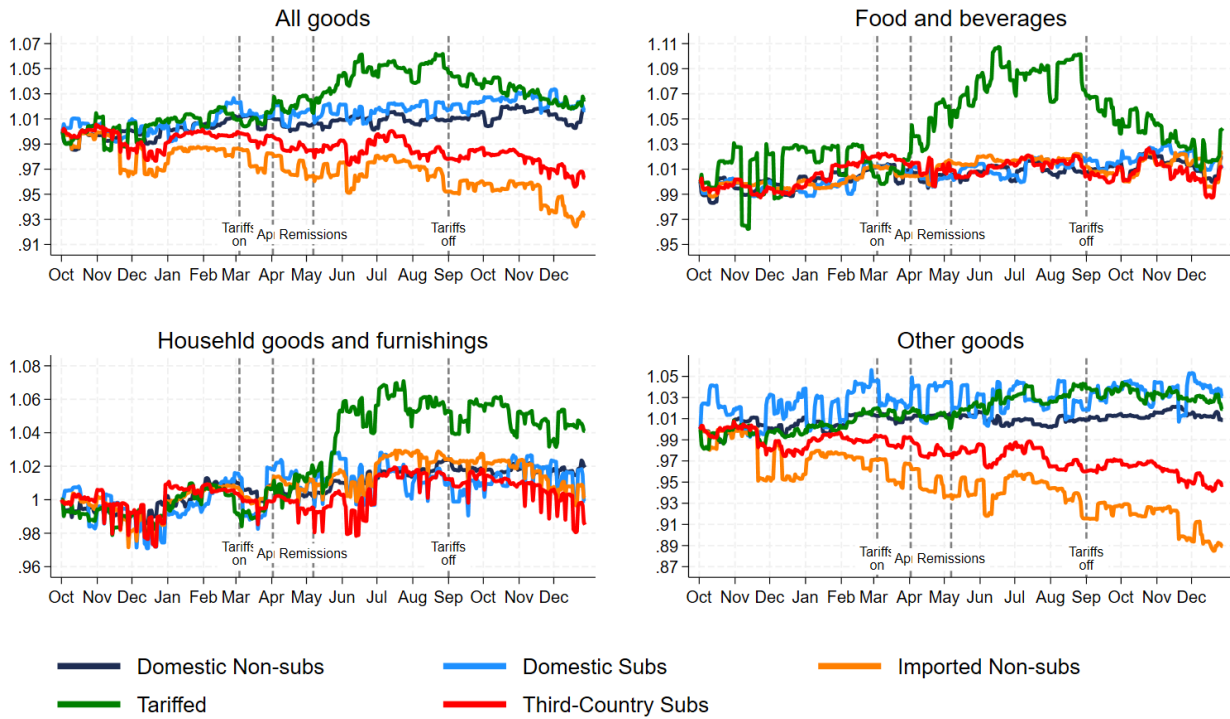 All goods
1.07
1.05
1.03
1.01
.99
.97
.95
.93
.91
Tariffs
on
Apr
Remissions
Tariffs
off
Oct Nov Dec Jan Feb Mar Apr May Jun Jul Aug Sep Oct Nov Dec
Food and beverages
1.11
1.09
1.07
1.05
1.03
1.01
.99
.97
.95
Tariffs
on
Apr
Remissions
Tariffs
off
Oct Nov Dec Jan Feb Mar Apr May Jun Jul Aug Sep Oct Nov Dec
Househld goods and furnishings
1.08
1.06
1.04
1.02
1
.98
.96
Tariffs
on
Apr
Remissions
Tariffs
off
Oct Nov Dec Jan Feb Mar Apr May Jun Jul Aug Sep Oct Nov Dec
Other goods
1.05
1.03
1.01
.99
.97
.95
.93
.91
.89
.87
Tariffs
on
Apr
Remissions
Tariffs
off
Oct Nov Dec Jan Feb Mar Apr May Jun Jul Aug Sep Oct Nov Dec
Domestic Non-subs
Domestic Subs
Imported Non-subs
Tariffed
Third-Country Subs